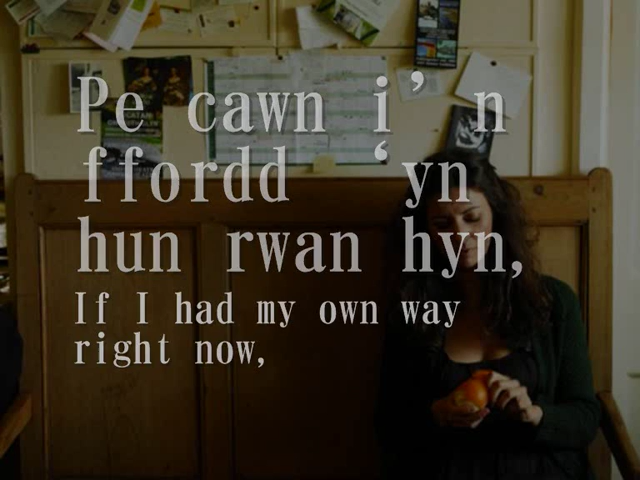 Pe cawn i’ n
ffordd ‘yn
hun rwan hyn,
If I had my own way
right now,